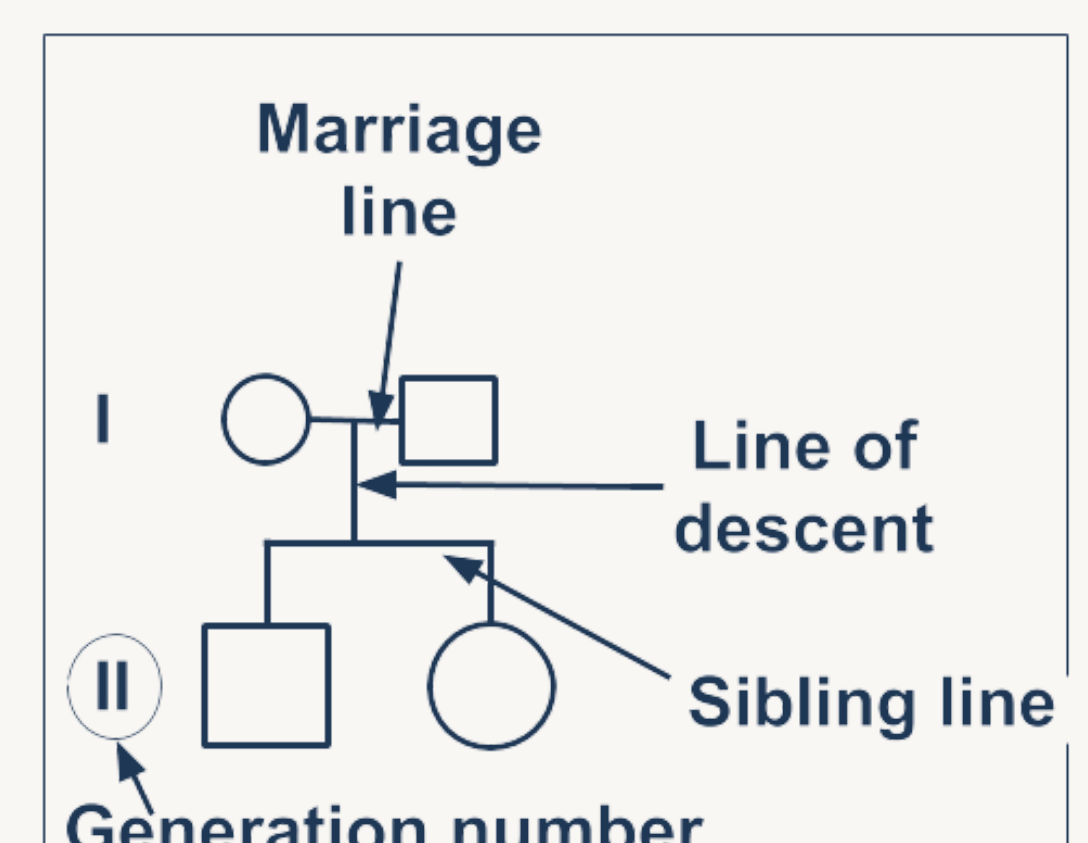 Marriage
line
I
Line of
descent
II
Sibling line
Generation number